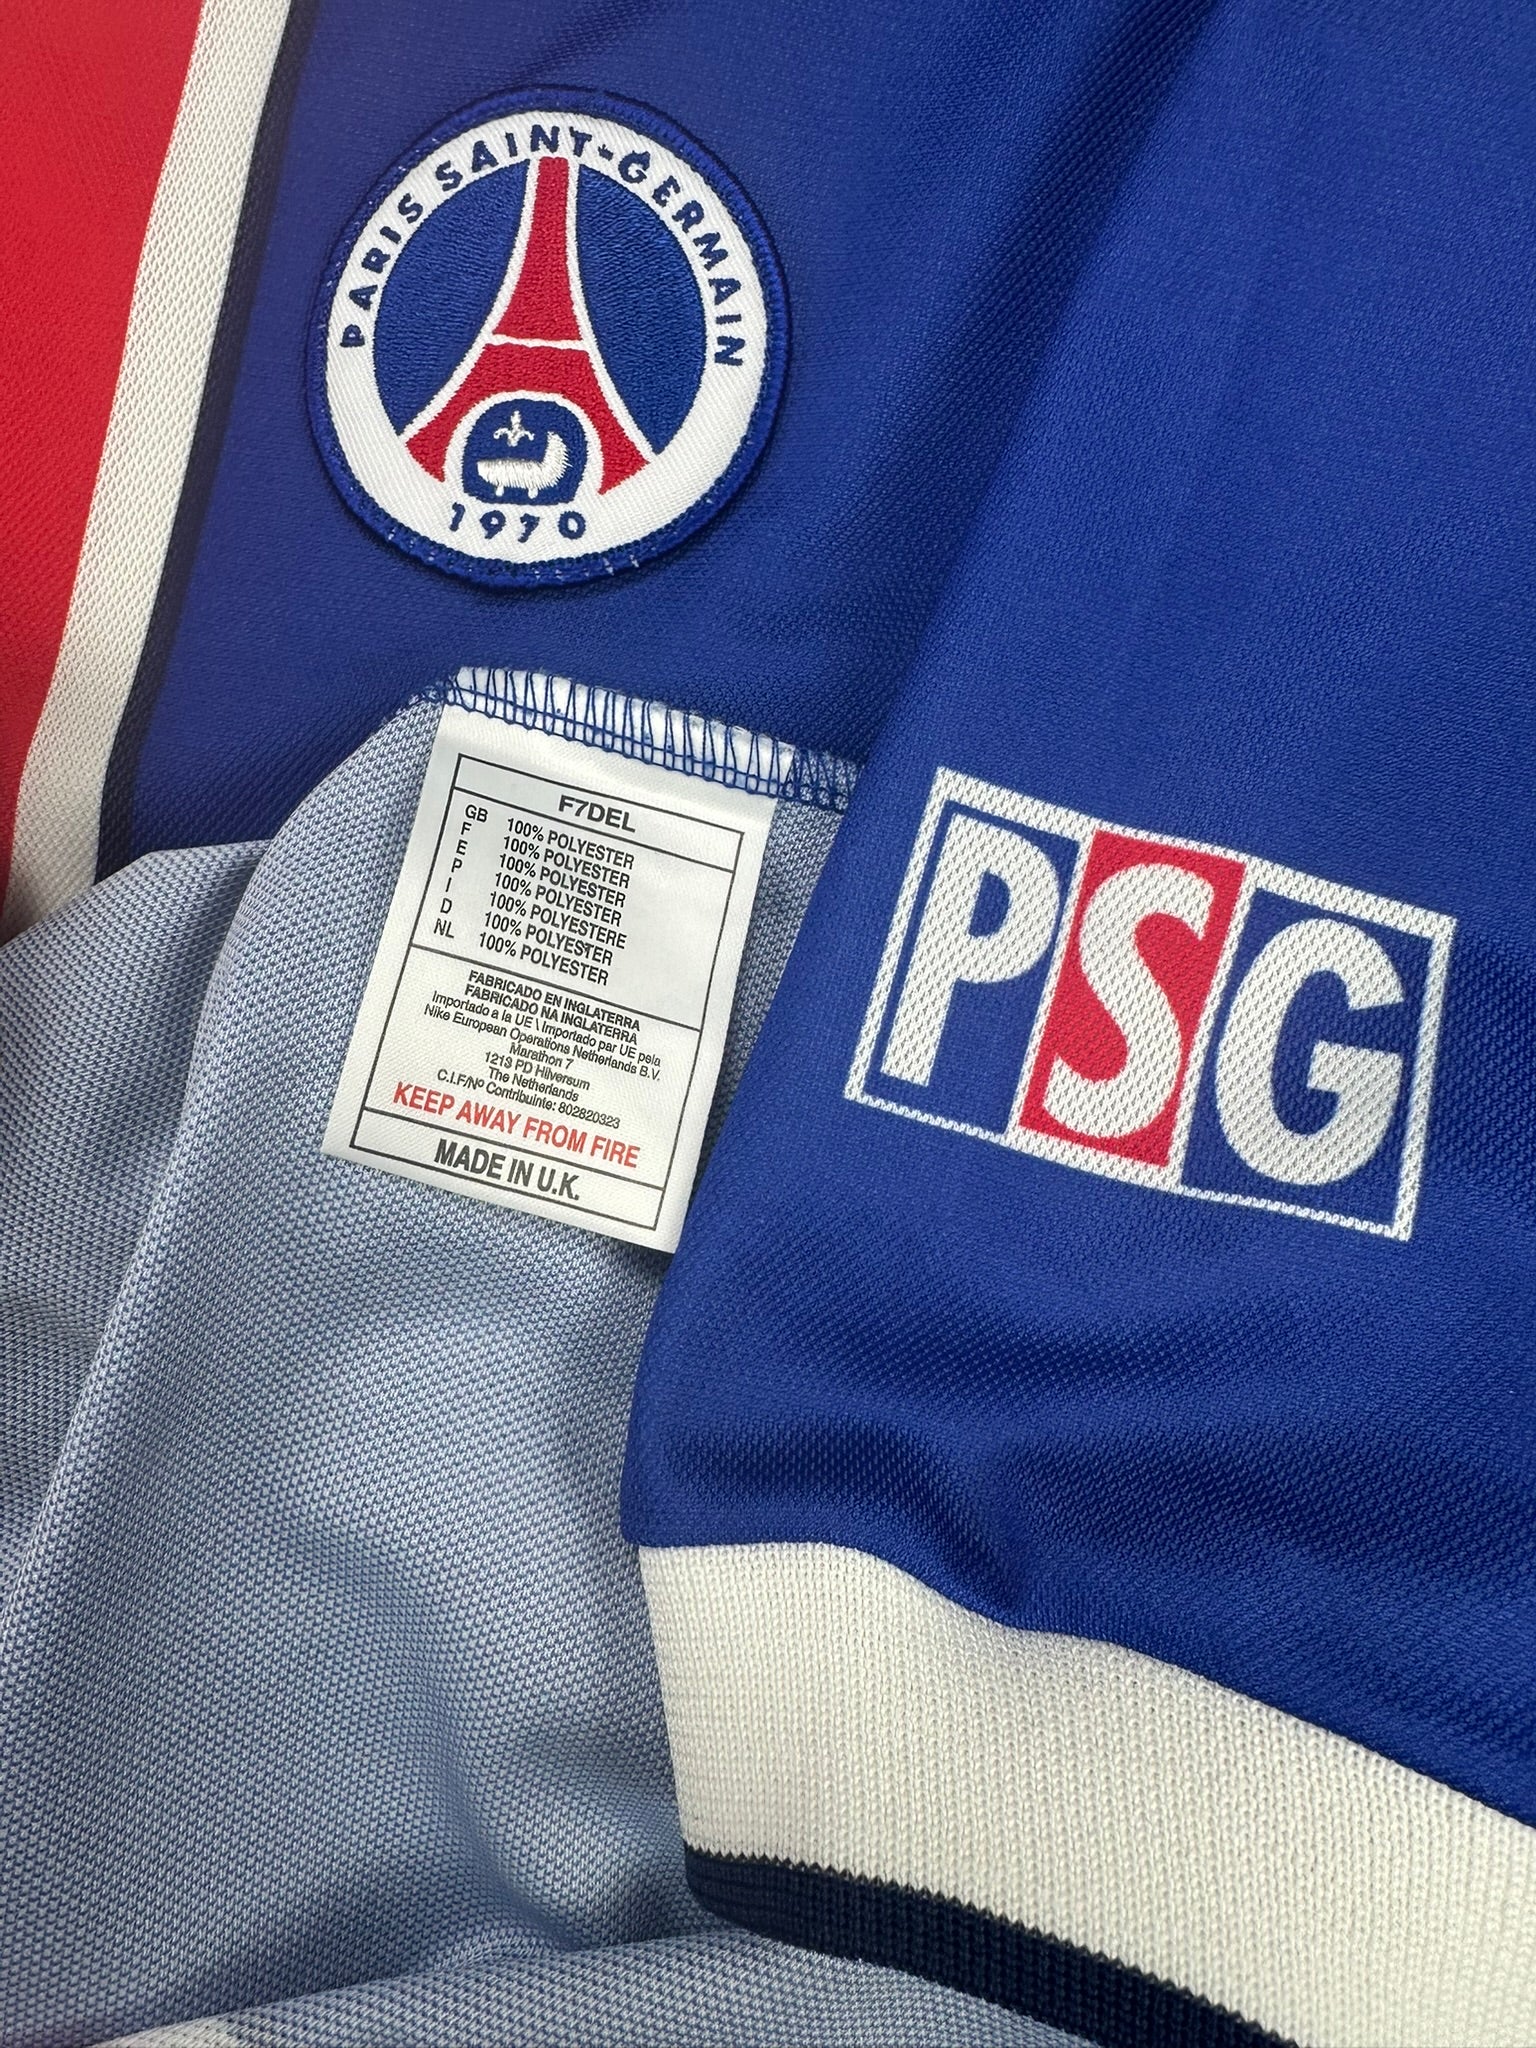 PARIS SAINT-GERMAIN
1970
F7DEL
GB 100% POLYESTER
F 100% POLYESTER
E 100% POLYESTER
P 100% POLYESTER
I 100% POLYESTERE
D 100% POLYESTER
NL 100% POLYESTER
FABRICADO EN INGLATERRA
FABRICADO NA INGLATERRA
Importado a la UE \ Importado par UE pela
Nike European Operations Netherlands B.V.
Marathon 7
1213 PD Hilversum
The Netherlands
C.I.F/Nº Contribuinte: 802820323
KEEP AWAY FROM FIRE
MADE IN U.K.
PSG